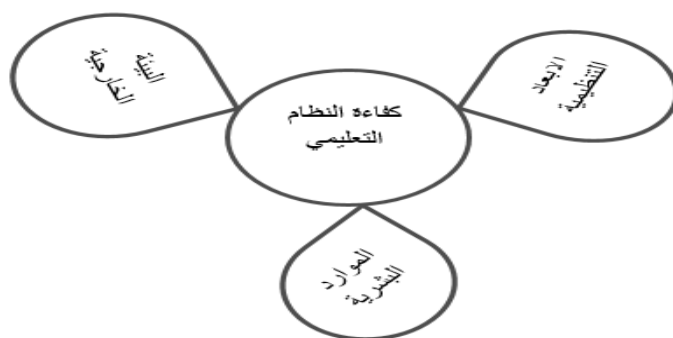 كفاءة النظام
التعليمي
الابعاد
التنظيمية
البيئة
الخارجية
الموارد
البشرية